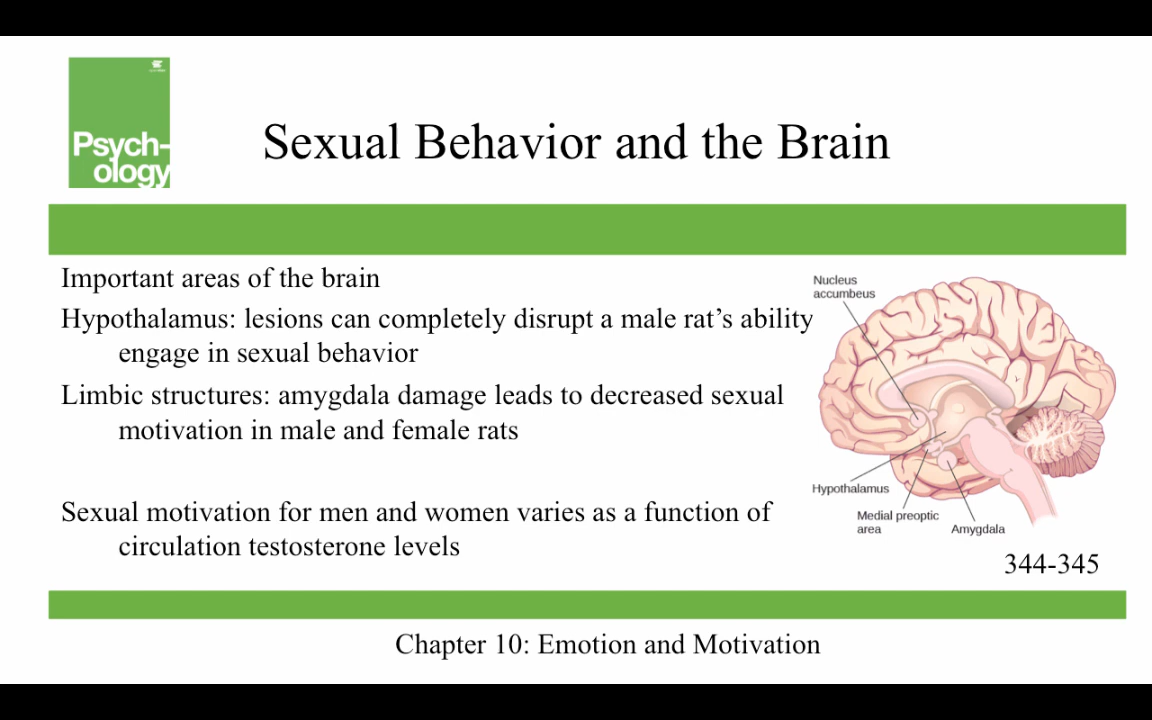 Psych-
ology
Sexual Behavior and the Brain
Important areas of the brain
Hypothalamus: lesions can completely disrupt a male rat’s ability
engage in sexual behavior
Limbic structures: amygdala damage leads to decreased sexual
motivation in male and female rats
Sexual motivation for men and women varies as a function of
circulation testosterone levels
Nucleus
accumbeus
Hypothalamus
Medial preoptic
area
Amygdala
344-345
Chapter 10: Emotion and Motivation